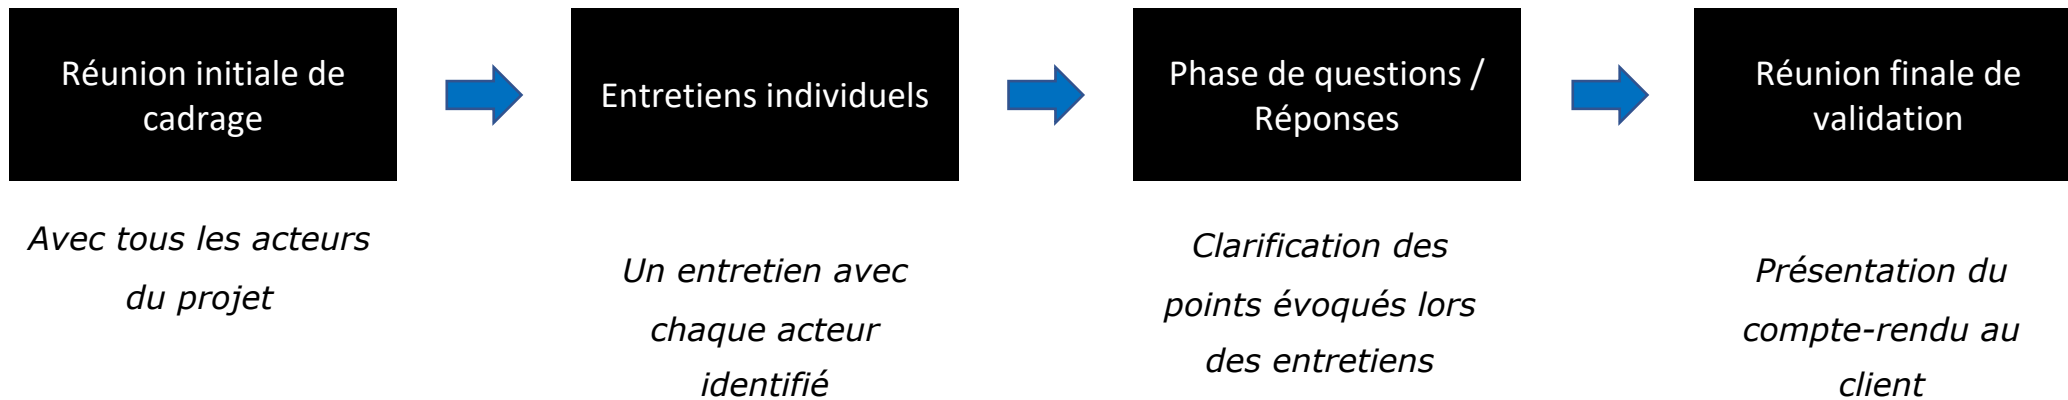 Réunion initiale de
cadrage
Avec tous les acteurs
du projet
Entretiens individuels
Un entretien avec
chaque acteur
identifié
Phase de questions /
Réponses
Clarification des
points évoqués lors
des entretiens
Réunion finale de
validation
Présentation du
compte-rendu au
client